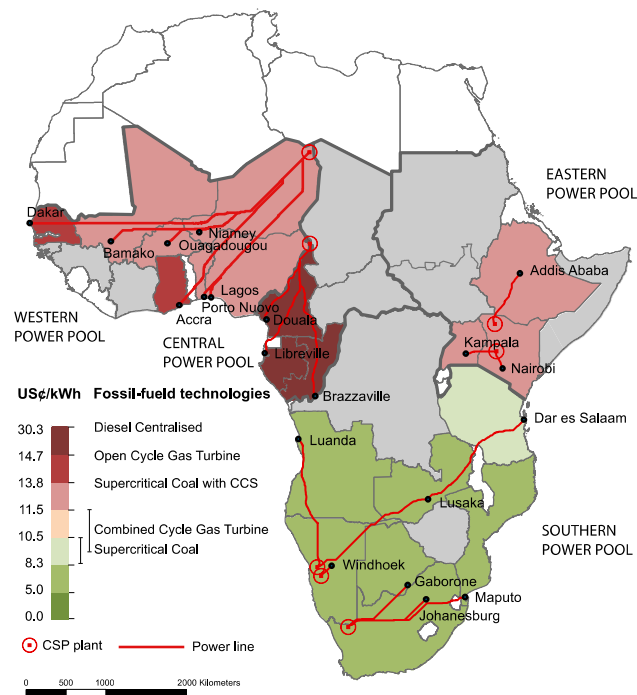 EASTERN
POWER POOL
Dakar
Niamey
Ouagadougou
Bamako
Addis Ababa
Lagos
Porto Nuovo
Accra
Douala
WESTERN
POWER POOL
CENTRAL
POWER POOL
Kampala
Libreville
Nairobi
US¢/kWh Fossil-fueld technologies
Brazzaville
Dar es Salaam
30.3
Diesel Centralised
14.7
Open Cycle Gas Turbine
13.8
Supercritical Coal with CCS
11.5
Combined Cycle Gas Turbine
10.5
Supercritical Coal
8.3
5.0
0.0
Luanda
Lusaka
SOUTHERN
POWER POOL
Windhoek
Gaborone
Maputo
Johanesburg
CSP plant
Power line
0 500 1000 2000 Kilometers